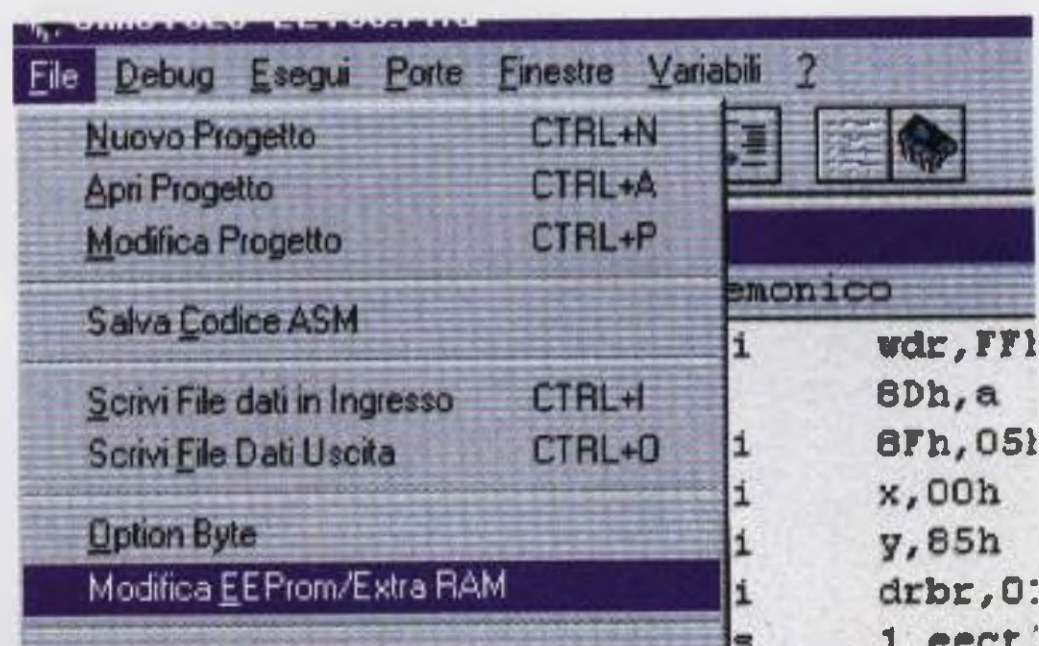 File Debug Esegui Porte Finestre Variabili ?
Nuovo Progetto CTRL+N
Apri Progetto CTRL+A
Modifica Progetto CTRL+P
Salva Codice ASM
Scrivi File dati in Ingresso CTRL+I
Scrivi File Dati Uscita CTRL+O
Option Byte
Modifica EEProm/Extra RAM
emonico
i wdr,FFh
8Dh,a
i 8Fh,05h
i x,00h
i y,85h
i drbr,0
s